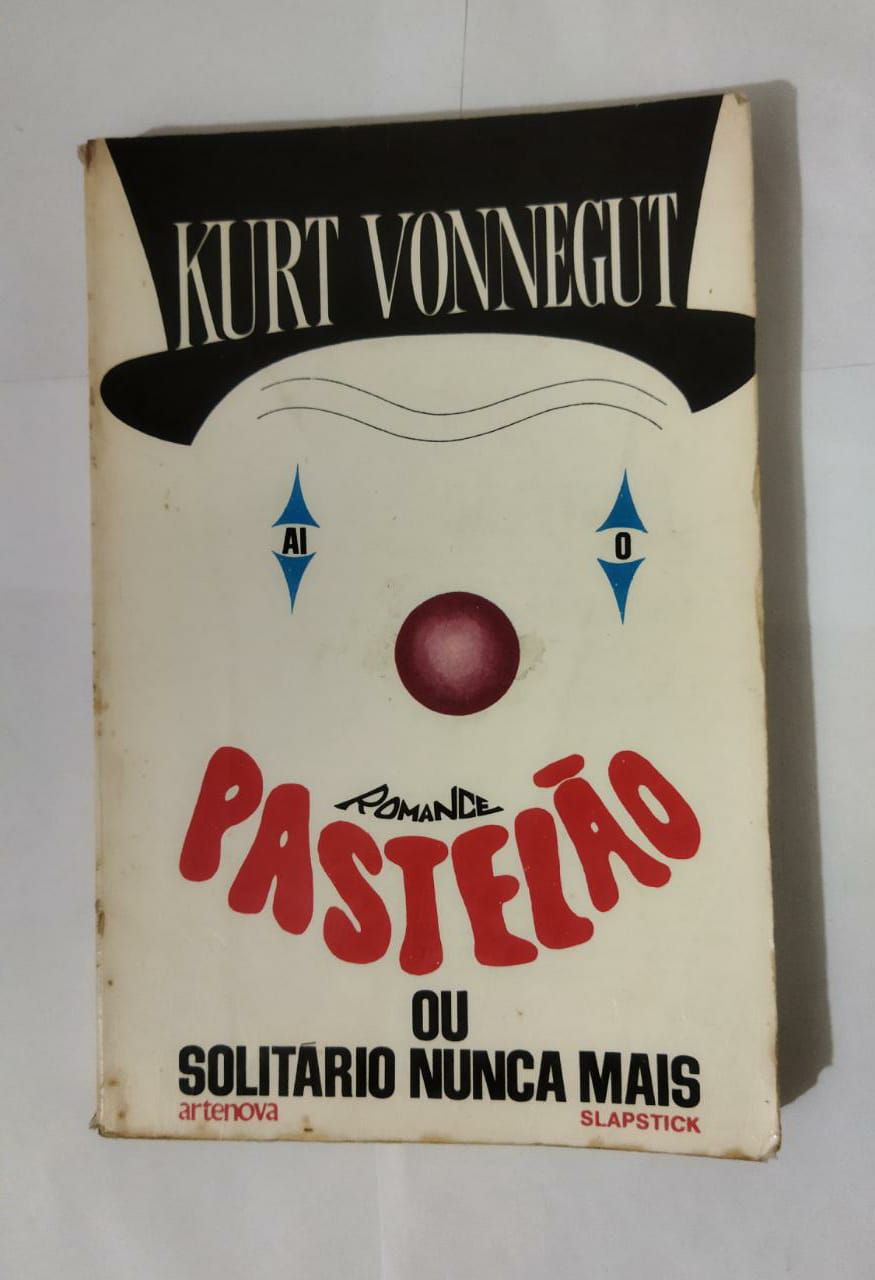 KURT VONNEGUT
AI O
ROMANCE
PASTELÃO
OU
SOLITÁRIO NUNCA MAIS
artenova SLAPSTICK